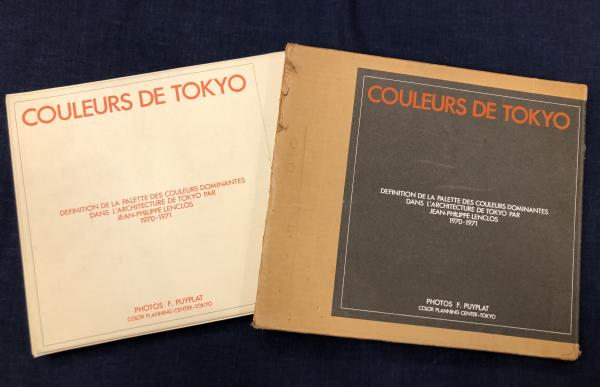 COULEURS DE TOKYO
DEFINITION DE LA PALETTE DES COULEURS DOMINANTES
DANS L'ARCHITECTURE DE TOKYO PAR
JEAN-PHILIPPE LENCLOS
1970-1971
PHOTOS F. PUYPLAT
COLOR PLANNING CENTER-TOKYO
COULEURS DE TOKYO
DEFINITION DE LA PALETTE DES COULEURS DOMINANTES
DANS L'ARCHITECTURE DE TOKYO PAR
JEAN-PHILIPPE LENCLOS
1970-1971
PHOTOS F. PUYPLAT
COLOR PLANNING CENTER-TOKYO